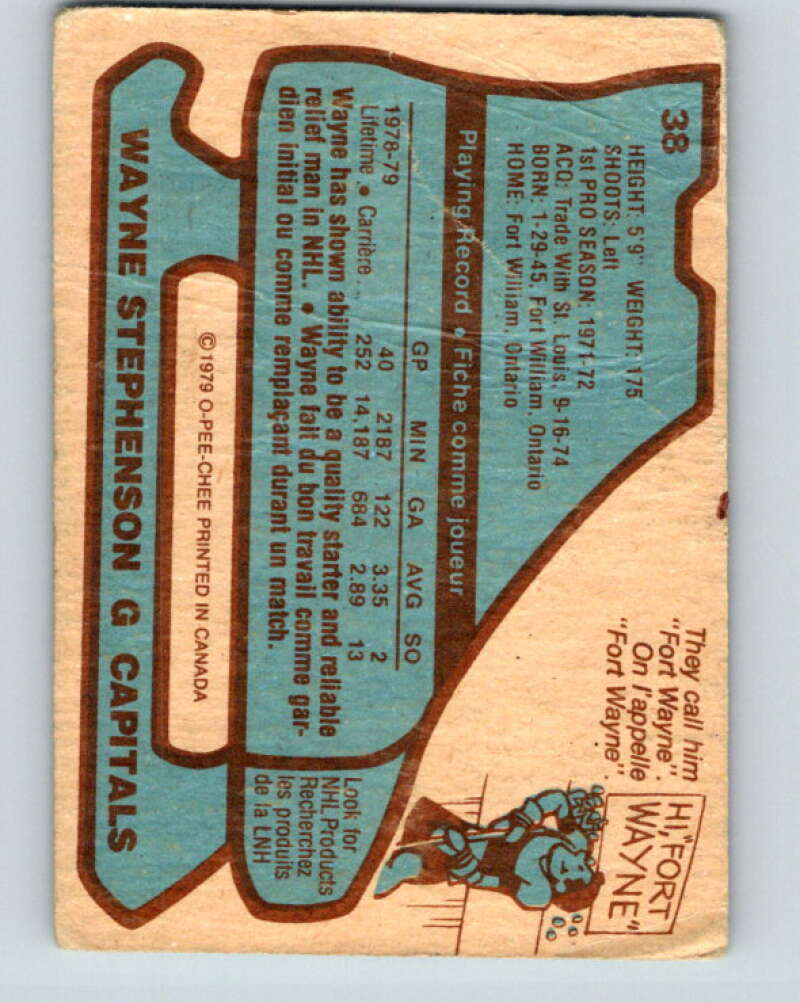 38
HEIGHT: 5'9" WEIGHT: 175
SHOOTS: Left
1st PRO SEASON: 1971-72
ACQ: Trade With St. Louis, 9-16-74
BORN: 1-29-45, Fort William, Ontario
HOME: Fort William, Ontario
They call him
"Fort Wayne".
On l'appelle
"Fort Wayne".
HI, "FORT
WAYNE"
Playing Record • Fiche comme joueur
GP MIN GA AVG SO
1978-79 40 2187 122 3.35 2
Lifetime • Carrière 252 14,187 684 2.89 13
Wayne has shown ability to be a quality starter and reliable
relief man in NHL. • Wayne fait du bon travail comme gar-
dien initial ou comme remplaçant durant un match.
Look for
NHL Products
Recherchez
les produits
de la LNH
©1979 O-PEE-CHEE PRINTED IN CANADA
WAYNE STEPHENSON G CAPITALS